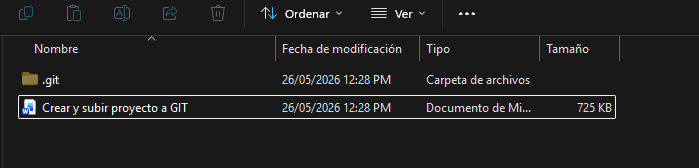 Ordenar Ver
Nombre Fecha de modificación Tipo Tamaño
.git 26/05/2026 12:28 PM Carpeta de archivos
Crear y subir proyecto a GIT 26/05/2026 12:28 PM Documento de Mi... 725 KB